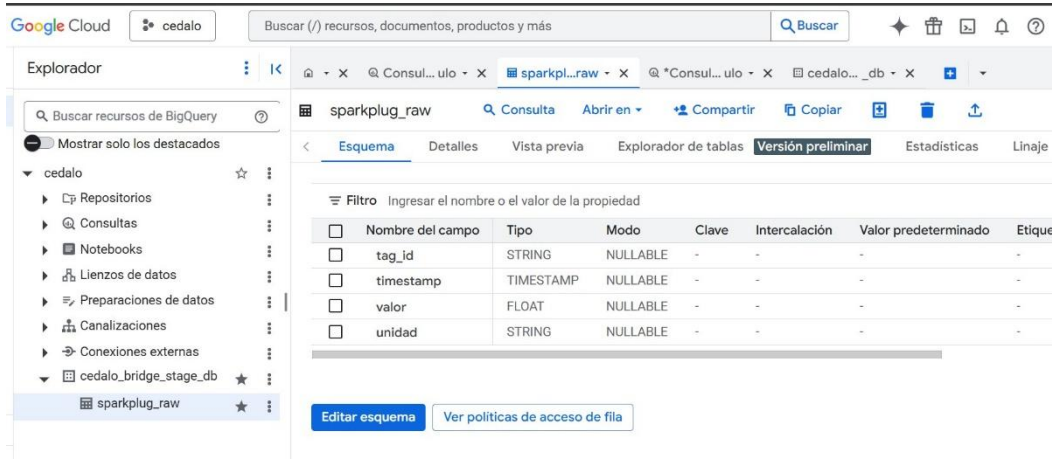 Google Cloud
cedalo
Buscar (/) recursos, documentos, productos y más
Buscar
Explorador
Consul... ulo
sparkpl...raw
*Consul... ulo
cedalo... _db
Buscar recursos de BigQuery
Mostrar solo los destacados
cedalo
Repositorios
Consultas
Notebooks
Lienzos de datos
Preparaciones de datos
Canalizaciones
Conexiones externas
cedalo_bridge_stage_db
sparkplug_raw
sparkplug_raw
Consulta
Abrir en
Compartir
Copiar
Esquema
Detalles
Vista previa
Explorador de tablas
Versión preliminar
Estadísticas
Linaje
Filtro Ingresar el nombre o el valor de la propiedad
Nombre del campo Tipo Modo Clave Intercalación Valor predeterminado Etique
tag_id STRING NULLABLE - - - -
timestamp TIMESTAMP NULLABLE - - - -
valor FLOAT NULLABLE - - - -
unidad STRING NULLABLE - - - -
Editar esquema
Ver políticas de acceso de fila